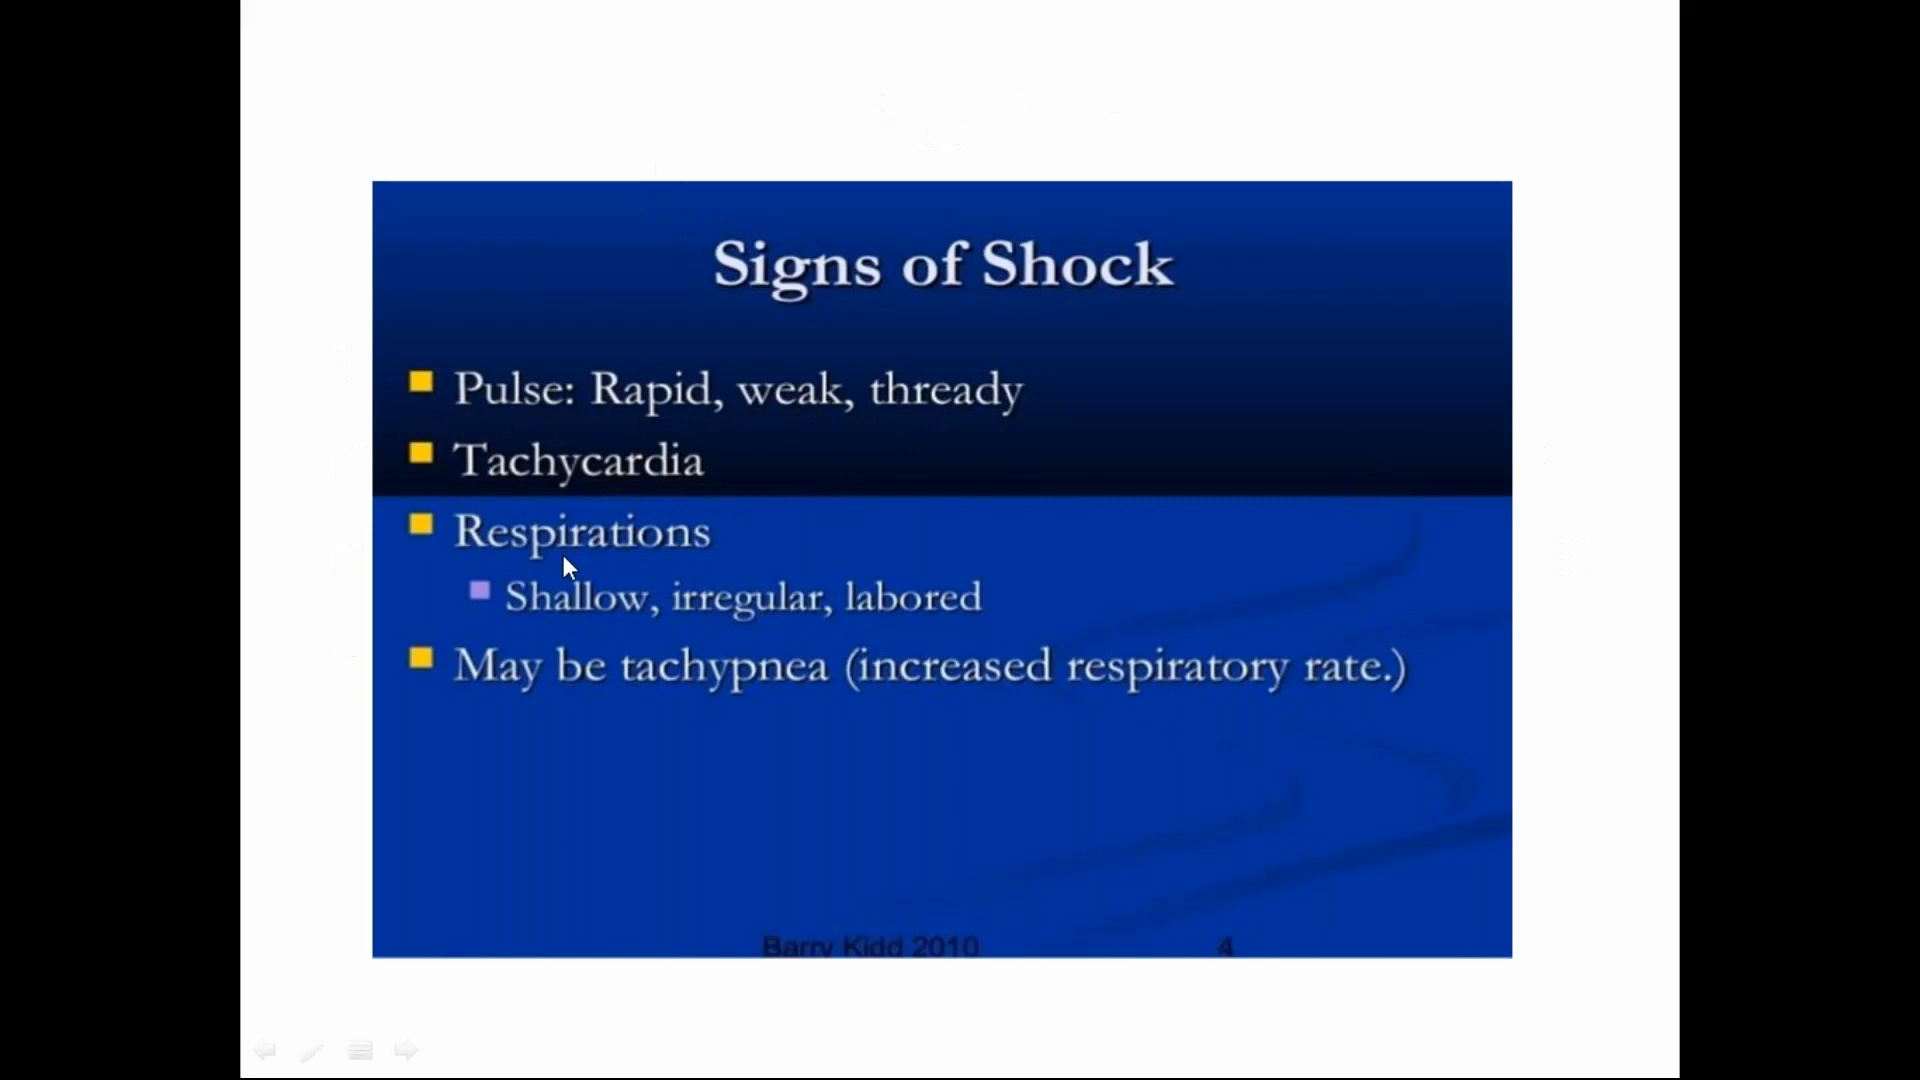 Signs of Shock
Pulse: Rapid, weak, thready
Tachycardia
Respirations
Shallow, irregular, labored
May be tachypnea (increased respiratory rate.)
Barry Kidd 2010
4